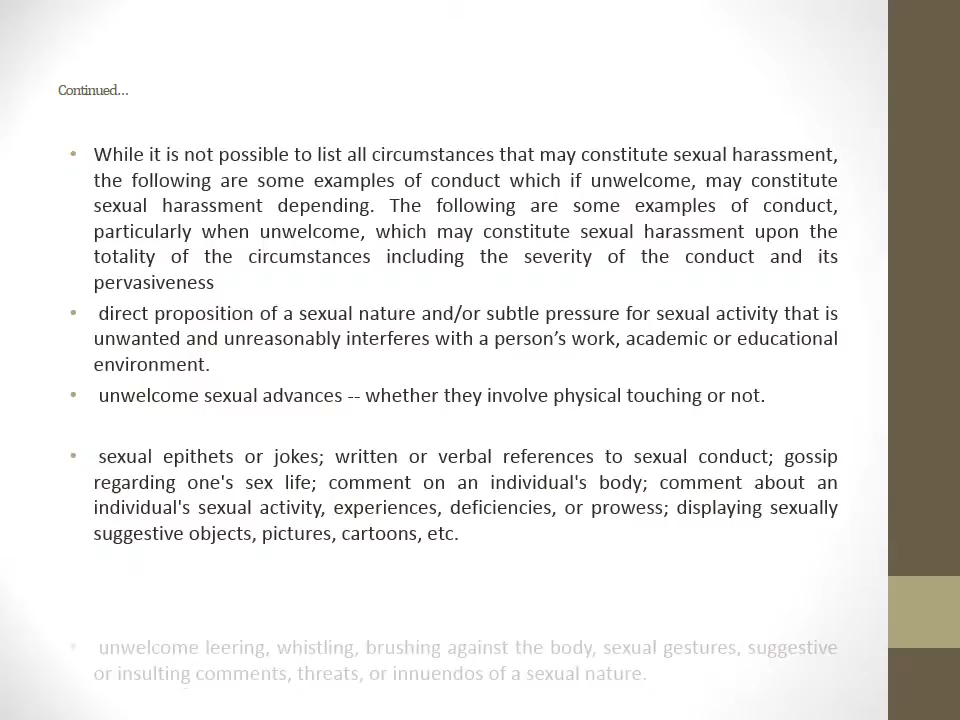 Continued…
• While it is not possible to list all circumstances that may constitute sexual harassment,
the following are some examples of conduct which if unwelcome, may constitute
sexual harassment depending. The following are some examples of conduct,
particularly when unwelcome, which may constitute sexual harassment upon the
totality of the circumstances including the severity of the conduct and its
pervasiveness
• direct proposition of a sexual nature and/or subtle pressure for sexual activity that is
unwanted and unreasonably interferes with a person’s work, academic or educational
environment.
• unwelcome sexual advances -- whether they involve physical touching or not.
• sexual epithets or jokes; written or verbal references to sexual conduct; gossip
regarding one's sex life; comment on an individual's body; comment about an
individual's sexual activity, experiences, deficiencies, or prowess; displaying sexually
suggestive objects, pictures, cartoons, etc.
• unwelcome leering, whistling, brushing against the body, sexual gestures, suggestive
or insulting comments, threats, or innuendos of a sexual nature.